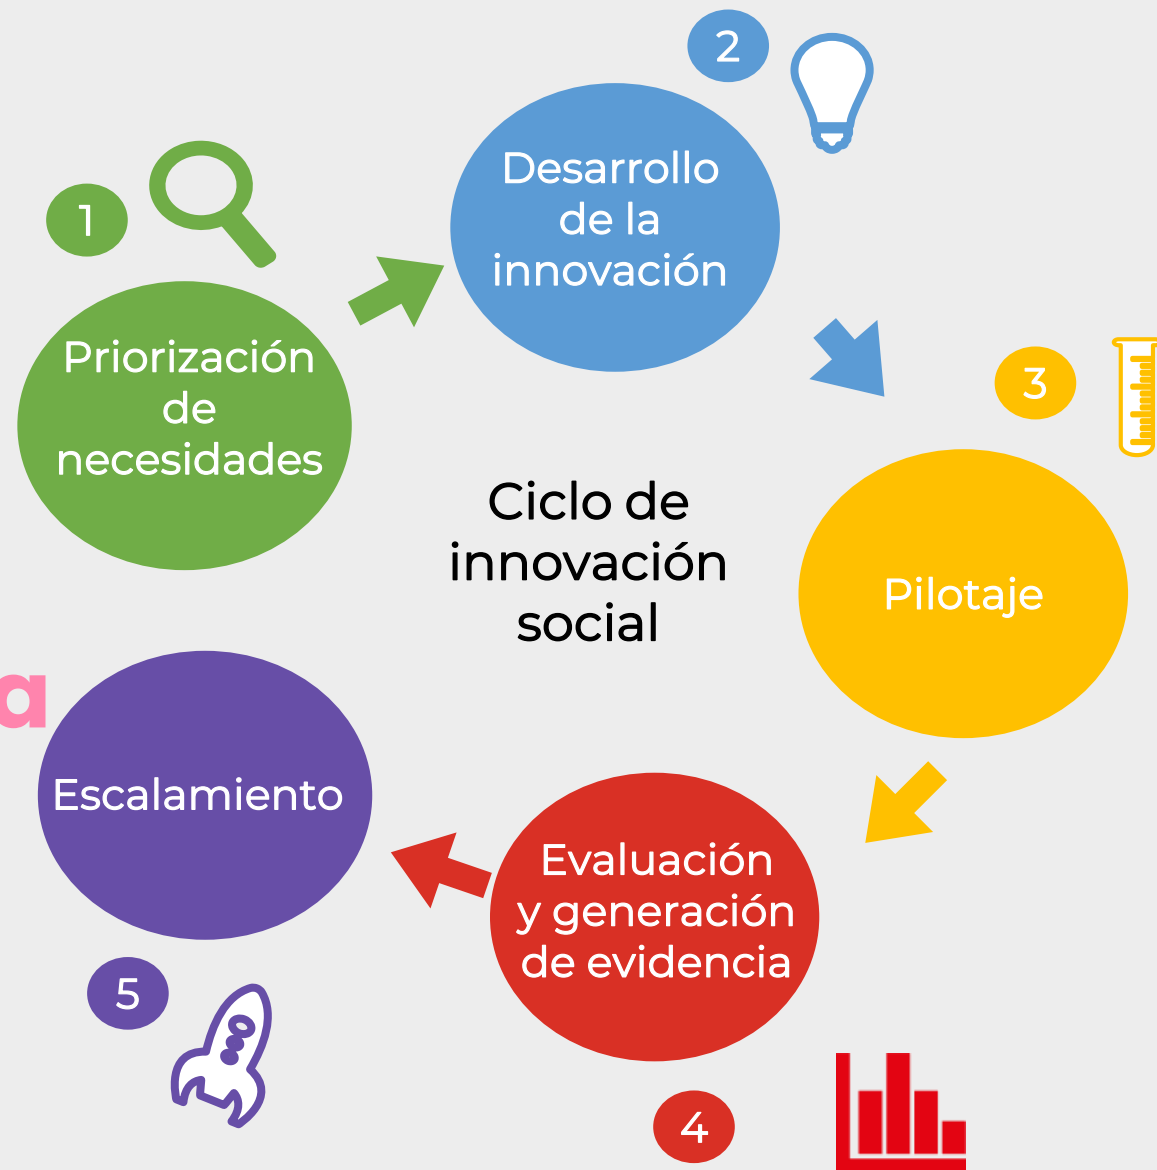 1
Priorización
de
necesidades
2
Desarrollo
de la
innovación
3
Pilotaje
Ciclo de
innovación
social
4
Evaluación
y generación
de evidencia
5
Escalamiento
a